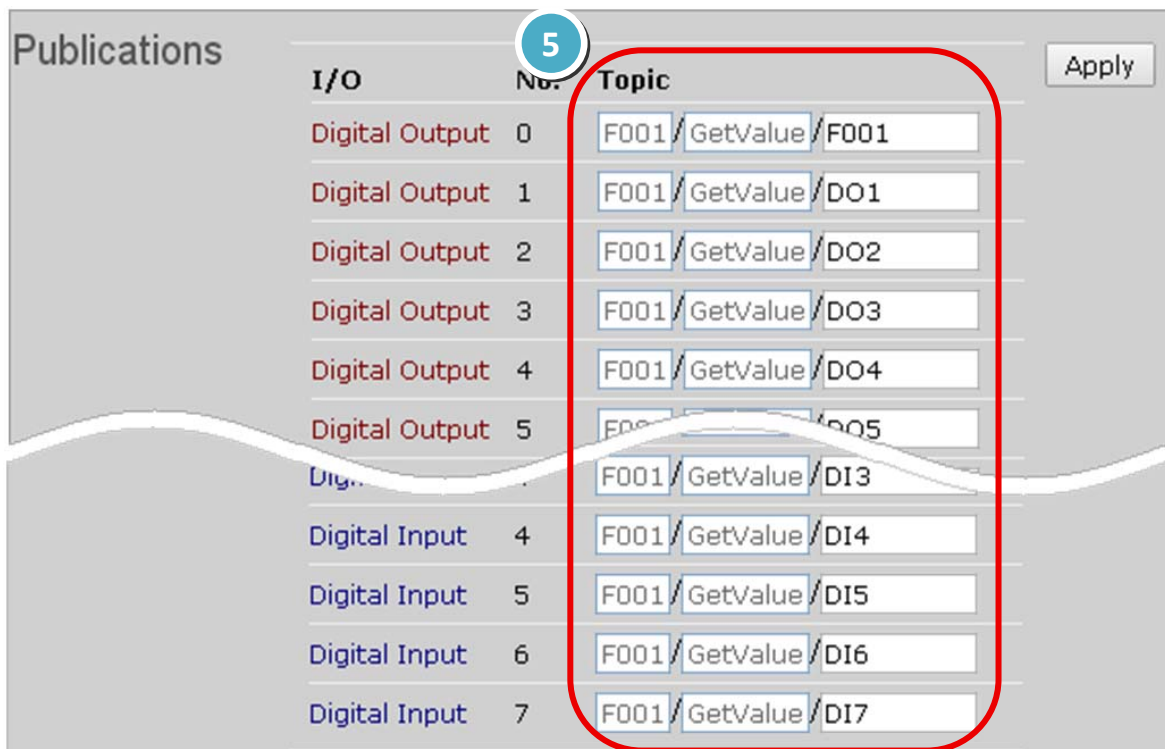 Publications
5
I/O No. Topic
Apply
Digital Output 0 F001/GetValue/F001
Digital Output 1 F001/GetValue/DO1
Digital Output 2 F001/GetValue/DO2
Digital Output 3 F001/GetValue/DO3
Digital Output 4 F001/GetValue/DO4
Digital Output 5 /DO5
F001/GetValue/DI3
Digital Input 4 F001/GetValue/DI4
Digital Input 5 F001/GetValue/DI5
Digital Input 6 F001/GetValue/DI6
Digital Input 7 F001/GetValue/DI7